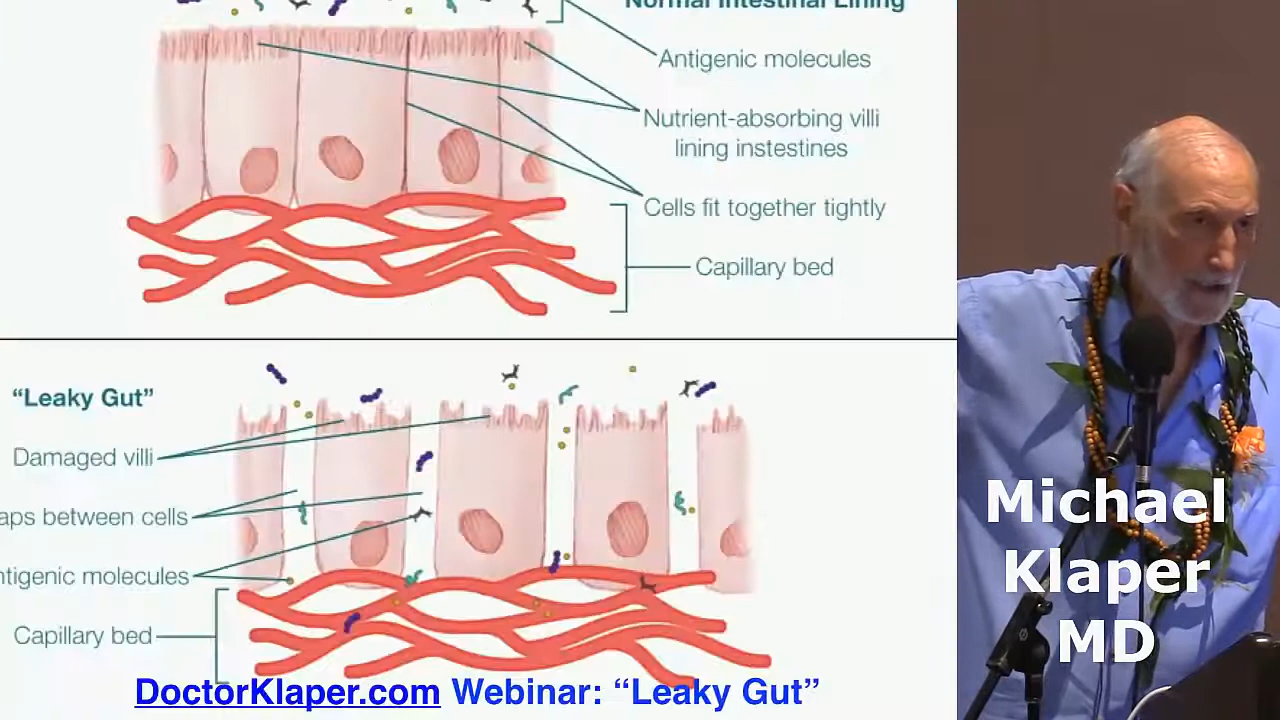 Normal Intestinal Lining
Antigenic molecules
Nutrient-absorbing villi
lining instestines
Cells fit together tightly
Capillary bed
“Leaky Gut”
Damaged villi
aps between cells
ntigenic molecules
Capillary bed
DoctorKlaper.com Webinar: “Leaky Gut”
Michael
Klaper
MD